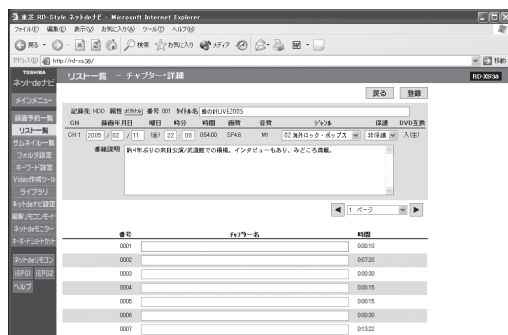 東芝 RD-Style ネットdeナビ - Microsoft Internet Explorer
ファイル(F) 編集(E) 表示(V) お気に入り(A) ツール(T) ヘルプ(H)
戻る 検索 お気に入り メディア
アドレス(D) http://rd-xs38/ 移動
TOSHIBA
ネットdeナビ
リスト一覧 - チャプター・詳細
RD-XS38
戻る 登録
メインメニュー
録画予約一覧
リスト一覧
サムネイル一覧
フォルダ設定
キーワード設定
Video作成ツール
ライブラリ
ネットdeナビ設定
編集リモコンモード
ネットdeモニター
キーボードショートカット
ネットdeリモコン
iEPG1 iEPG2
ヘルプ
記録先 HDD 属性 オリジナル 番号 001 タイトル名 嵐の封!LIVE2005
CH 録画年月日 曜日 時分 時間 画質 音質 ジャンル 保護 DVD互換
CH 1 2005 / 02 / 11 (金) 22 : 00 0:54:00 SP4.6 M1 02:海外ロック・ポップス 非保護 入(主)
番組説明 約4年ぶりの来日公演/武道館での模様。インタビューもあり、みどころ満載。
1 ページ
番号 チャプター名 時間
0001 0:00:10
0002 0:07:20
0003 0:00:30
0004 0:00:15
0005 0:00:15
0006 0:00:30
0007 0:13:22